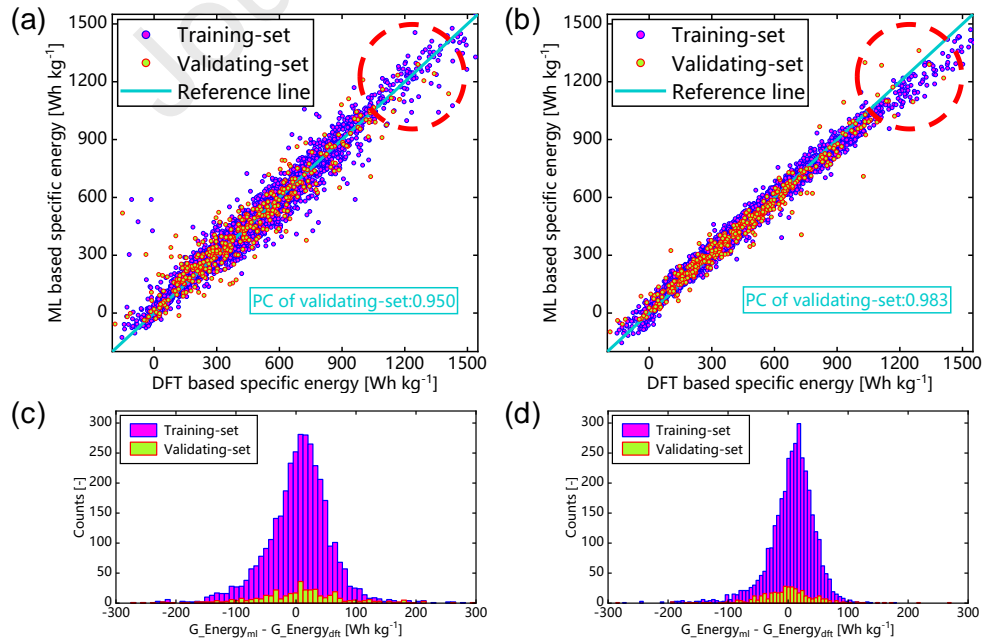 Jou
(a)
1500
1200
900
600
300
0
ML based specific energy [Wh kg⁻¹]
Training-set
Validating-set
Reference line
PC of validating-set:0.950
0 300 600 900 1200 1500
DFT based specific energy [Wh kg⁻¹]
(b)
1500
1200
900
600
300
0
ML based specific energy [Wh kg⁻¹]
Training-set
Validating-set
Reference line
PC of validating-set:0.983
0 300 600 900 1200 1500
DFT based specific energy [Wh kg⁻¹]
(c)
300
250
200
150
100
50
0
Counts [-]
Training-set
Validating-set
-300 -200 -100 0 100 200 300
G_Energyml - G_Energydft [Wh kg⁻¹]
(d)
300
250
200
150
100
50
0
Counts [-]
Training-set
Validating-set
-300 -200 -100 0 100 200 300
G_Energyml - G_Energydft [Wh kg⁻¹]